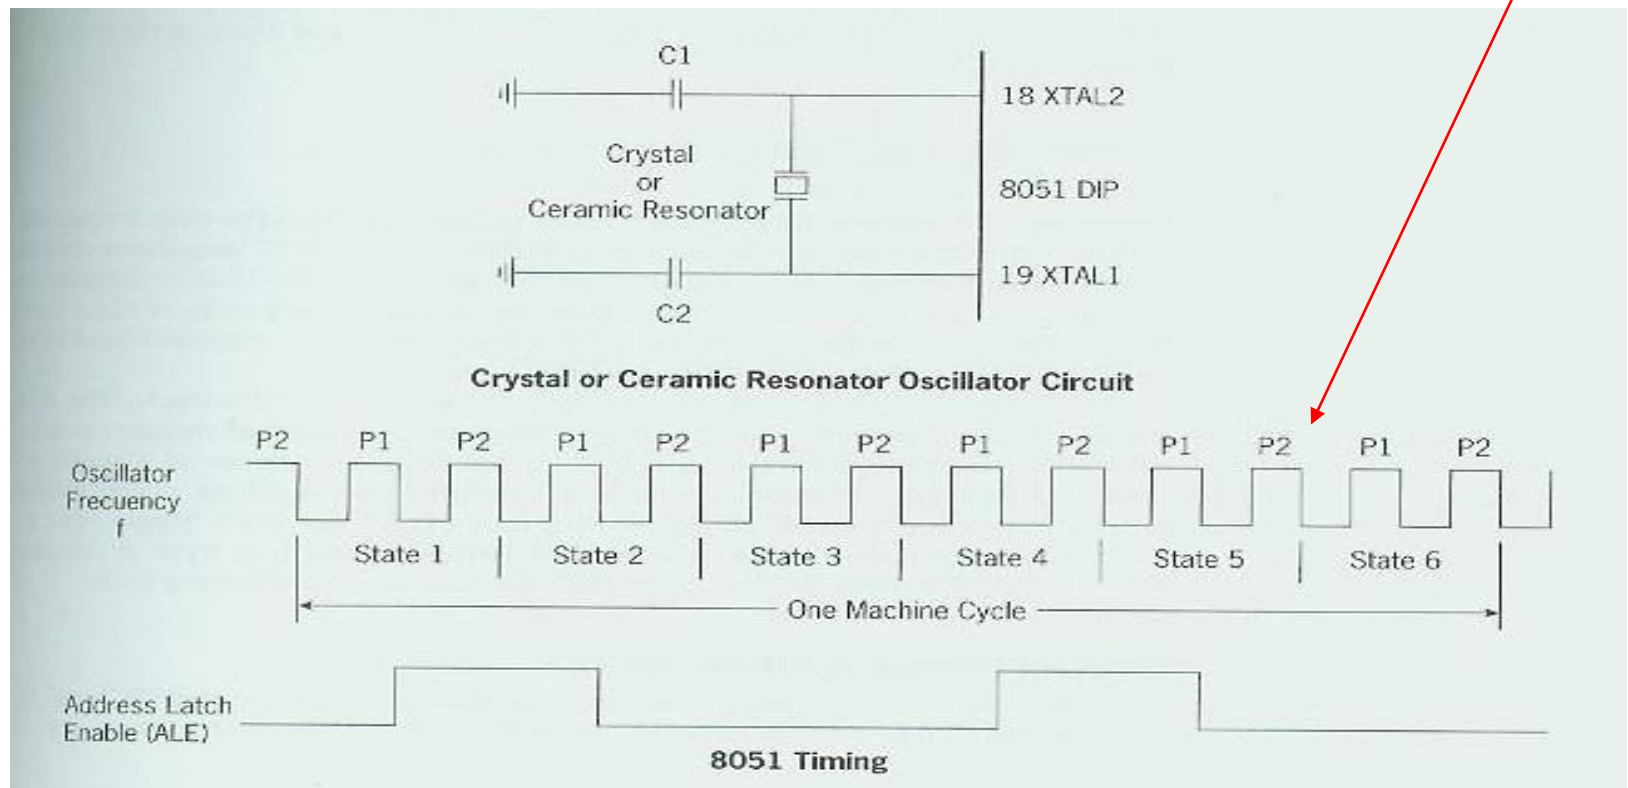 C1
18 XTAL2
Crystal
or
Ceramic Resonator
8051 DIP
19 XTAL1
C2
Crystal or Ceramic Resonator Oscillator Circuit
P2 P1 P2 P1 P2 P1 P2 P1 P2 P1 P2 P1 P2
Oscillator
Frecuency
f
State 1 State 2 State 3 State 4 State 5 State 6
One Machine Cycle
Address Latch
Enable (ALE)
8051 Timing